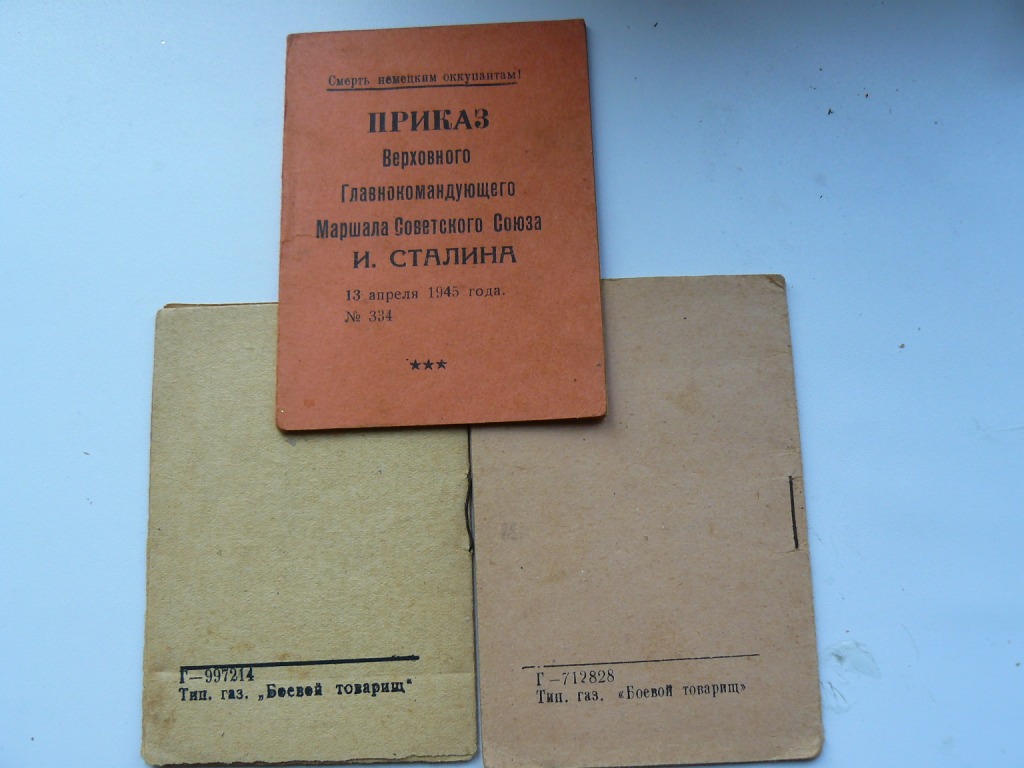 Смерть немецким оккупантам!
ПРИКАЗ
Верховного
Главнокомандующего
Маршала Советского Союза
И. СТАЛИНА
13 апреля 1945 года.
№ 334
★★★
Г—997214
Тип. газ. „Боевой товарищ“
Г—712828
Тип. газ. «Боевой товарищ»